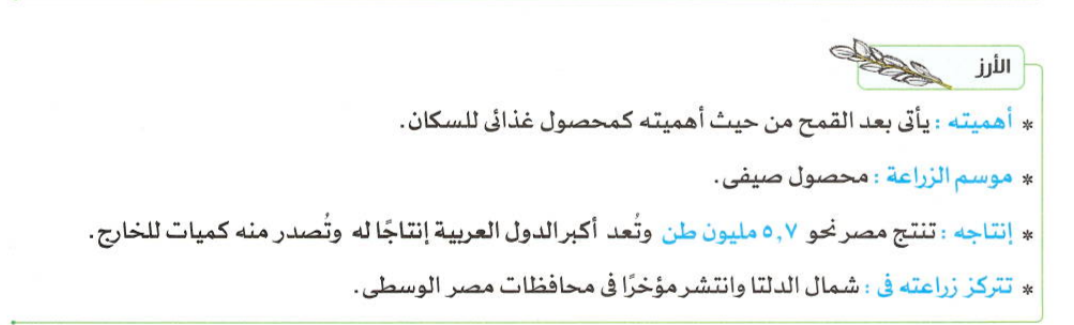 الأرز
* أهميته : يأتى بعد القمح من حيث أهميته كمحصول غذائى للسكان.
* موسم الزراعة : محصول صيفى.
* إنتاجه : تنتج مصر نحو ٥,٧ مليون طن وتُعد أكبر الدول العربية إنتاجًا له وتُصدر منه كميات للخارج.
* تتركز زراعته فى : شمال الدلتا وانتشر مؤخرًا فى محافظات مصر الوسطى.